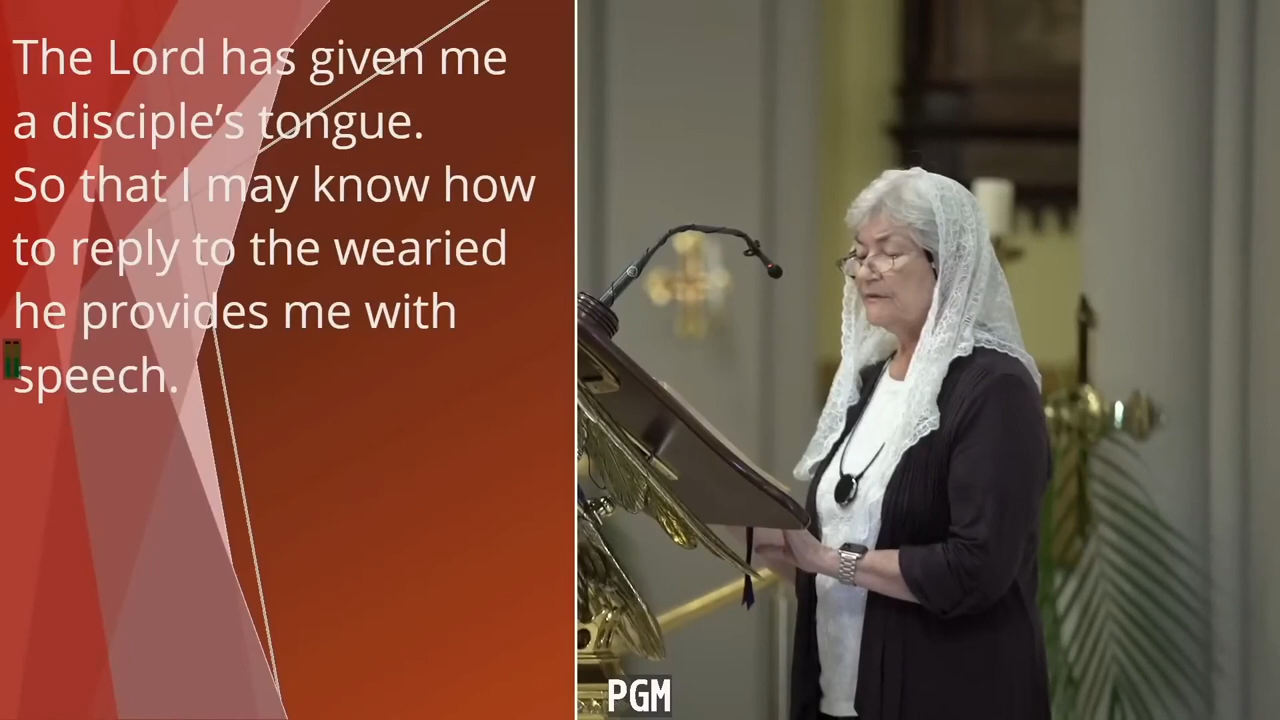 The Lord has given me
a disciple’s tongue.
So that I may know how
to reply to the wearied
he provides me with
speech.
PGM